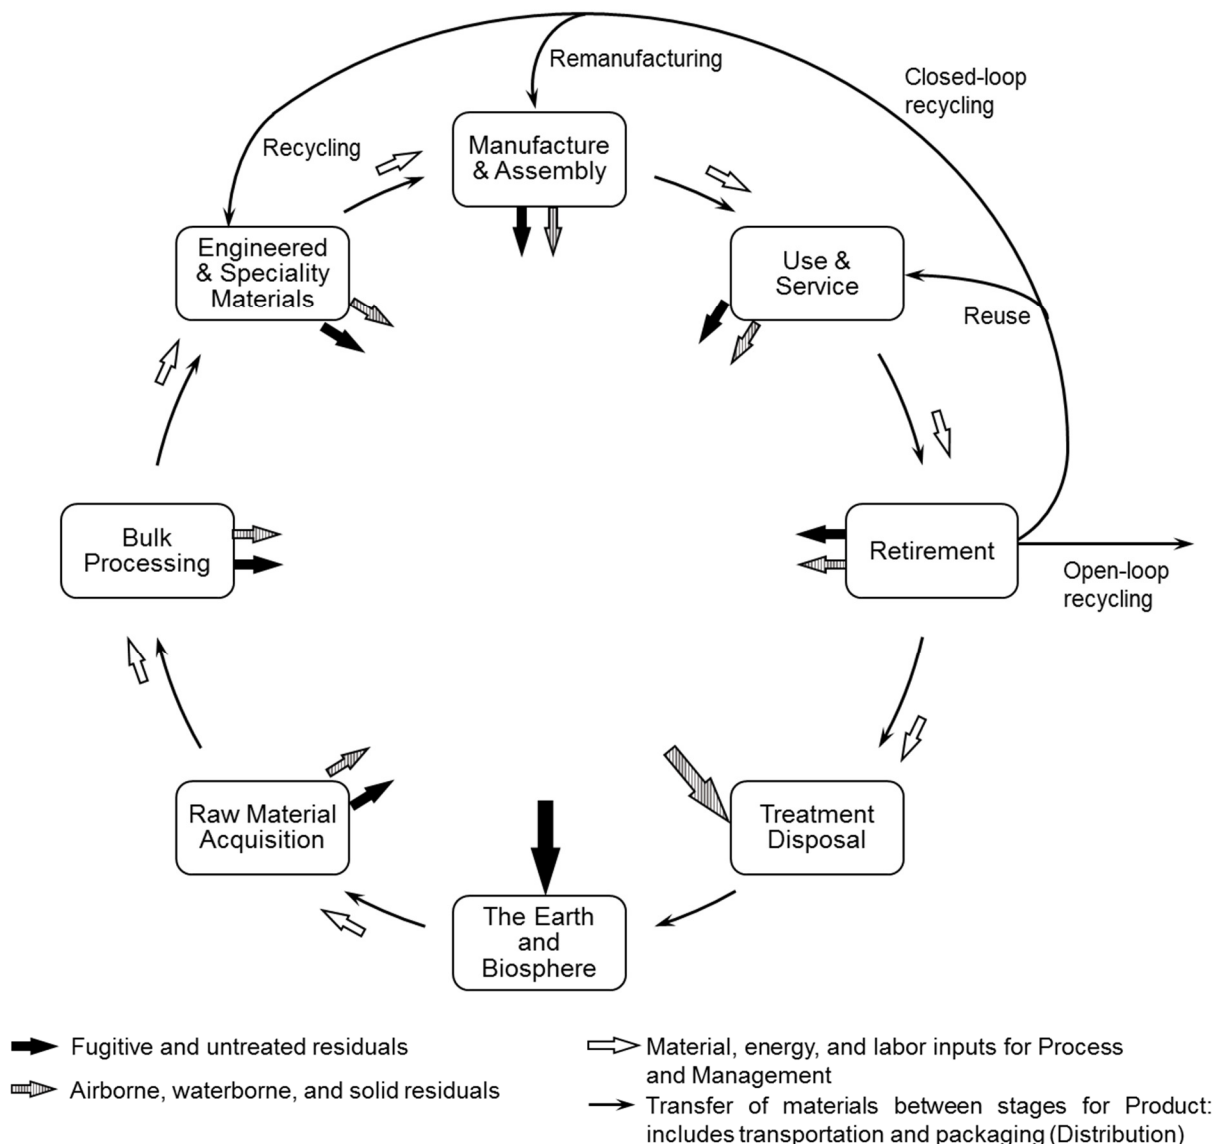 Remanufacturing
Closed-loop
recycling
Recycling
Manufacture
& Assembly
Engineered
& Speciality
Materials
Use &
Service
Reuse
Bulk
Processing
Retirement
Open-loop
recycling
Raw Material
Acquisition
Treatment
Disposal
The Earth
and
Biosphere
Fugitive and untreated residuals
Airborne, waterborne, and solid residuals
Material, energy, and labor inputs for Process
and Management
Transfer of materials between stages for Product:
includes transportation and packaging (Distribution)